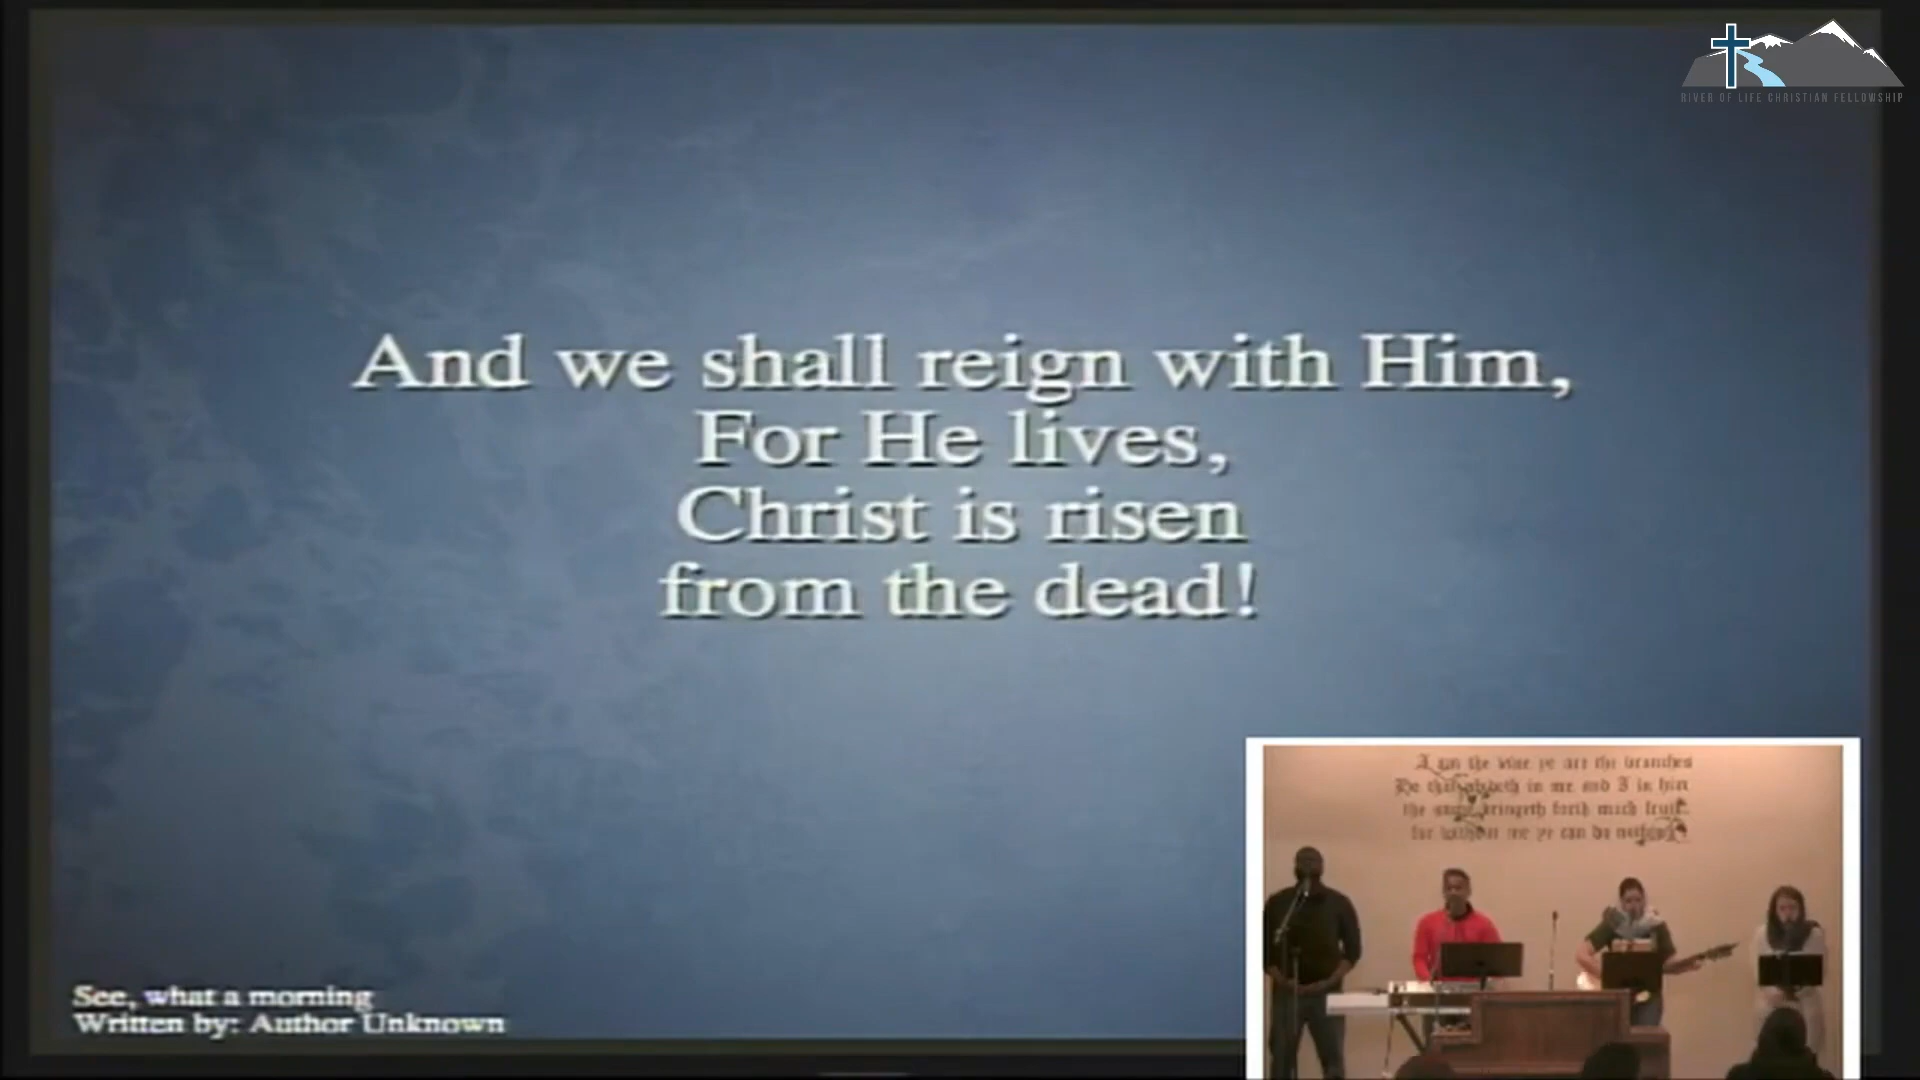 RIVER OF LIFE CHRISTIAN FELLOWSHIP
And we shall reign with Him,
For He lives,
Christ is risen
from the dead!
See, what a morning
Written by: Author Unknown
I am the vine ye are the branches
He that abideth in me and I in him
the same bringeth forth much fruit
for without me ye can do nothing